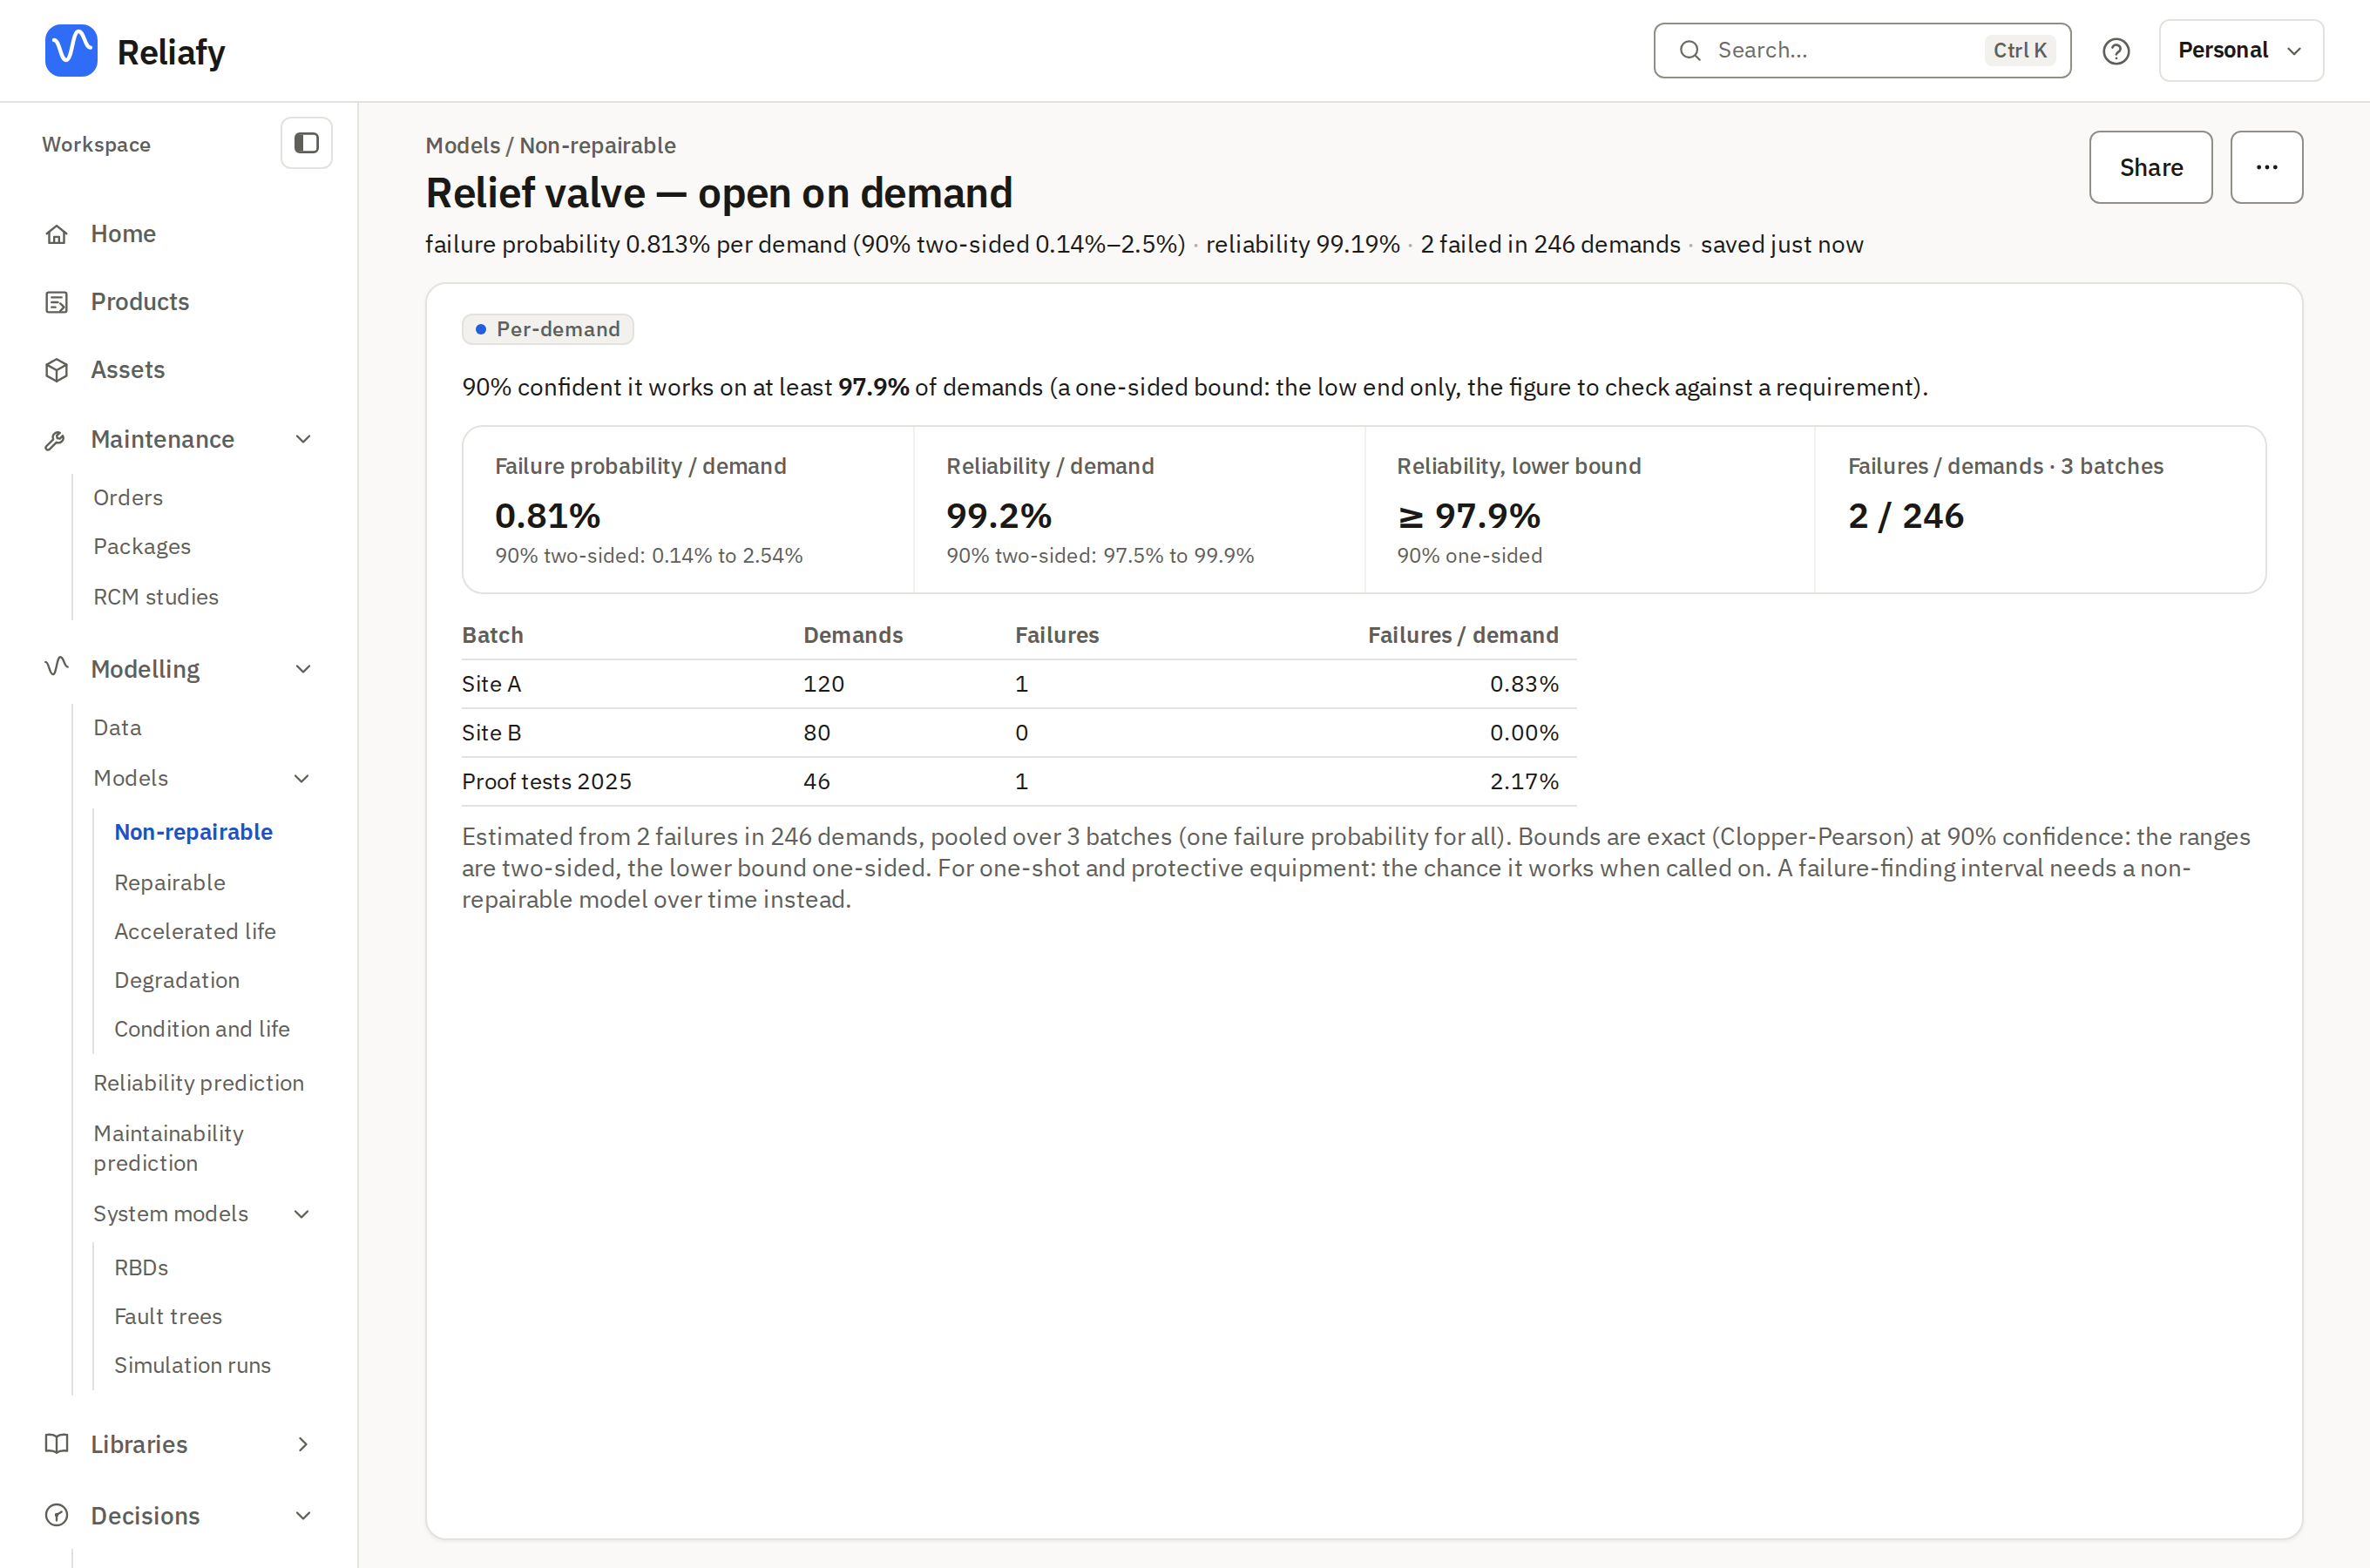 Reliafy
Search...
Ctrl K
Personal
Workspace
Home
Products
Assets
Maintenance
Orders
Packages
RCM studies
Modelling
Data
Models
Non-repairable
Repairable
Accelerated life
Degradation
Condition and life
Reliability prediction
Maintainability
prediction
System models
RBDs
Fault trees
Simulation runs
Libraries
Decisions
Models / Non-repairable
Relief valve — open on demand
failure probability 0.813% per demand (90% two-sided 0.14%–2.5%) · reliability 99.19% · 2 failed in 246 demands · saved just now
Share
...
Per-demand
90% confident it works on at least 97.9% of demands (a one-sided bound: the low end only, the figure to check against a requirement).
Failure probability / demand
0.81%
90% two-sided: 0.14% to 2.54%
Reliability / demand
99.2%
90% two-sided: 97.5% to 99.9%
Reliability, lower bound
≥ 97.9%
90% one-sided
Failures / demands · 3 batches
2 / 246
Batch Demands Failures Failures / demand
Site A 120 1 0.83%
Site B 80 0 0.00%
Proof tests 2025 46 1 2.17%
Estimated from 2 failures in 246 demands, pooled over 3 batches (one failure probability for all). Bounds are exact (Clopper-Pearson) at 90% confidence: the ranges
are two-sided, the lower bound one-sided. For one-shot and protective equipment: the chance it works when called on. A failure-finding interval needs a non-
repairable model over time instead.